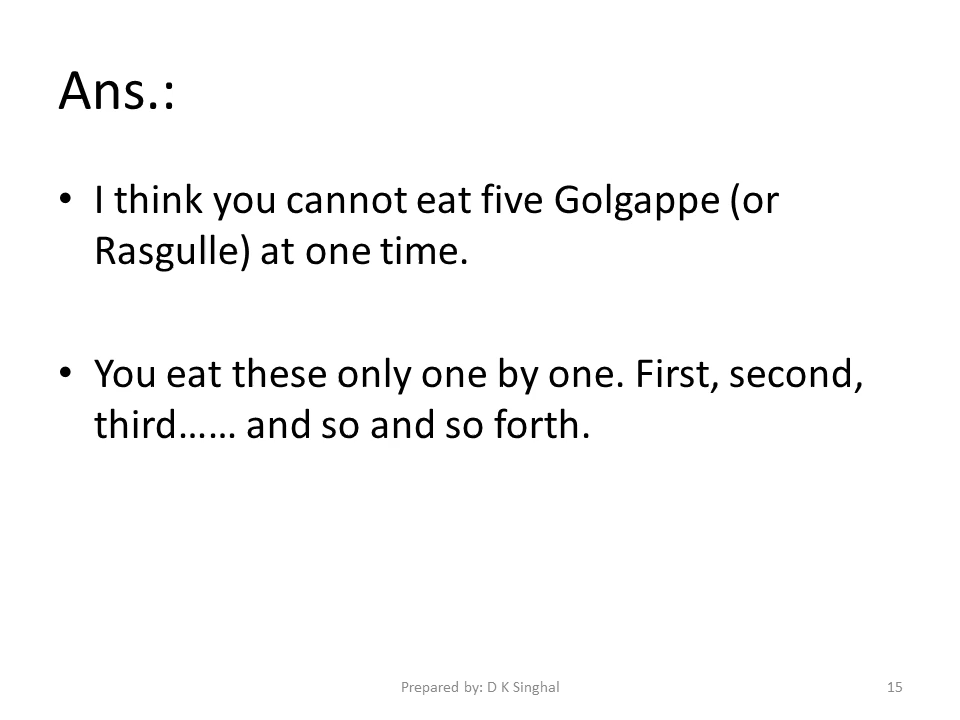 Ans.:
• I think you cannot eat five Golgappe (or
Rasgulle) at one time.
• You eat these only one by one. First, second,
third…… and so and so forth.
Prepared by: D K Singhal
15